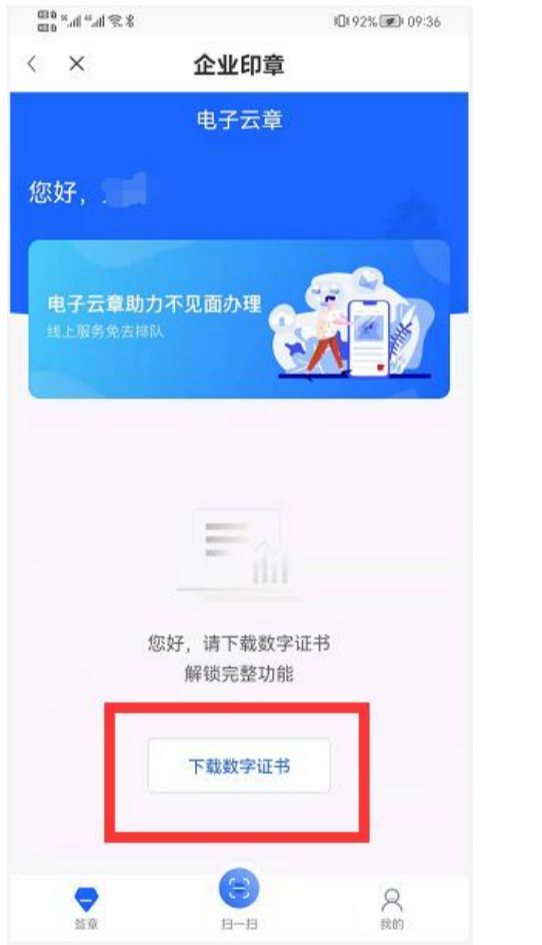 92% 09:36
企业印章
电子云章
您好，
电子云章助力不见面办理
线上服务免去排队
您好，请下载数字证书
解锁完整功能
下载数字证书
签章
扫一扫
我的